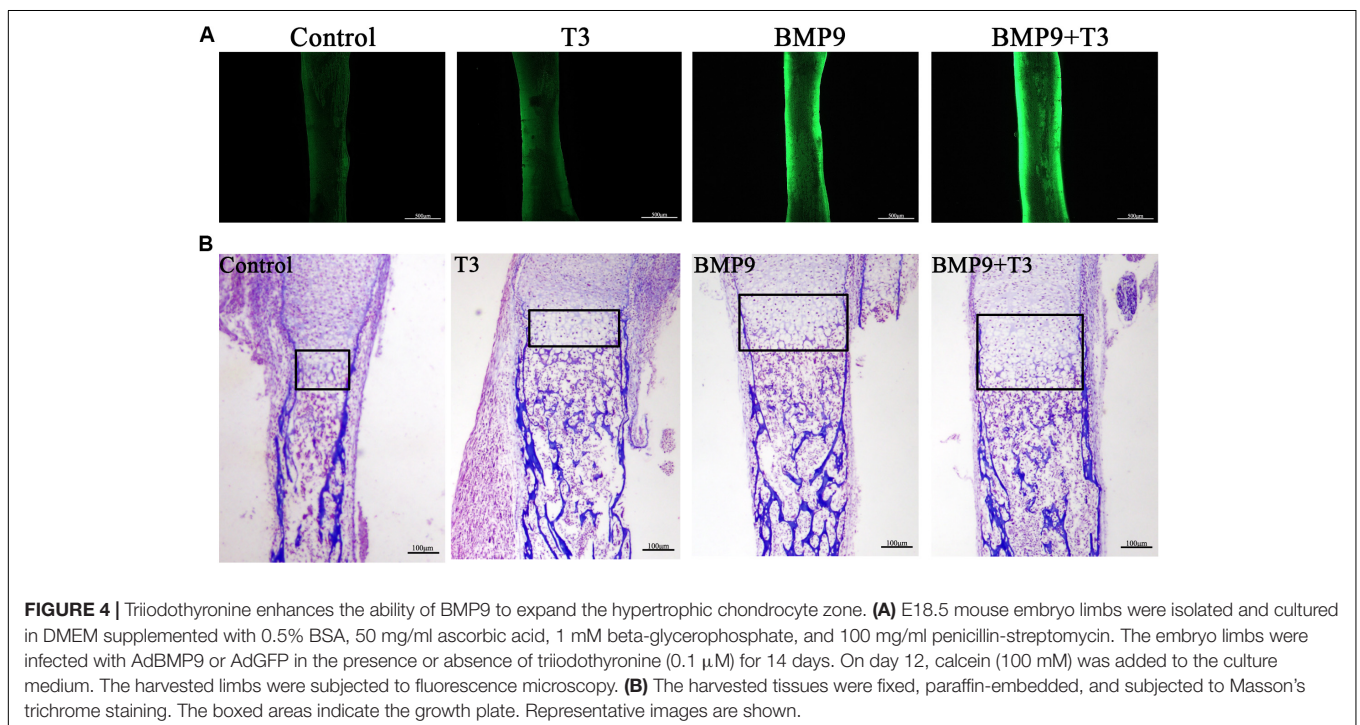 A
Control T3 BMP9 BMP9+T3
500μm 500μm 500μm 500μm
B
Control T3 BMP9 BMP9+T3
100μm 100μm 100μm 100μm
FIGURE 4 | Triiodothyronine enhances the ability of BMP9 to expand the hypertrophic chondrocyte zone. (A) E18.5 mouse embryo limbs were isolated and cultured
in DMEM supplemented with 0.5% BSA, 50 mg/ml ascorbic acid, 1 mM beta-glycerophosphate, and 100 mg/ml penicillin-streptomycin. The embryo limbs were
infected with AdBMP9 or AdGFP in the presence or absence of triiodothyronine (0.1 μM) for 14 days. On day 12, calcein (100 mM) was added to the culture
medium. The harvested limbs were subjected to fluorescence microscopy. (B) The harvested tissues were fixed, paraffin-embedded, and subjected to Masson's
trichrome staining. The boxed areas indicate the growth plate. Representative images are shown.